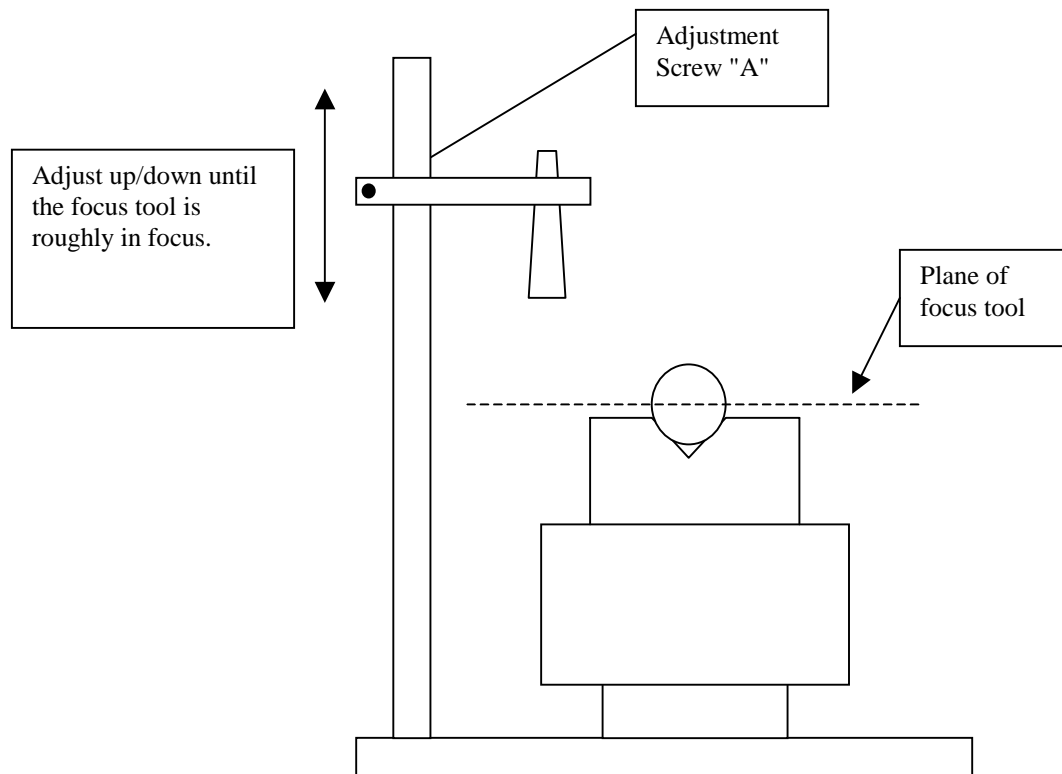 Adjustment
Screw "A"
Adjust up/down until
the focus tool is
roughly in focus.
Plane of
focus tool